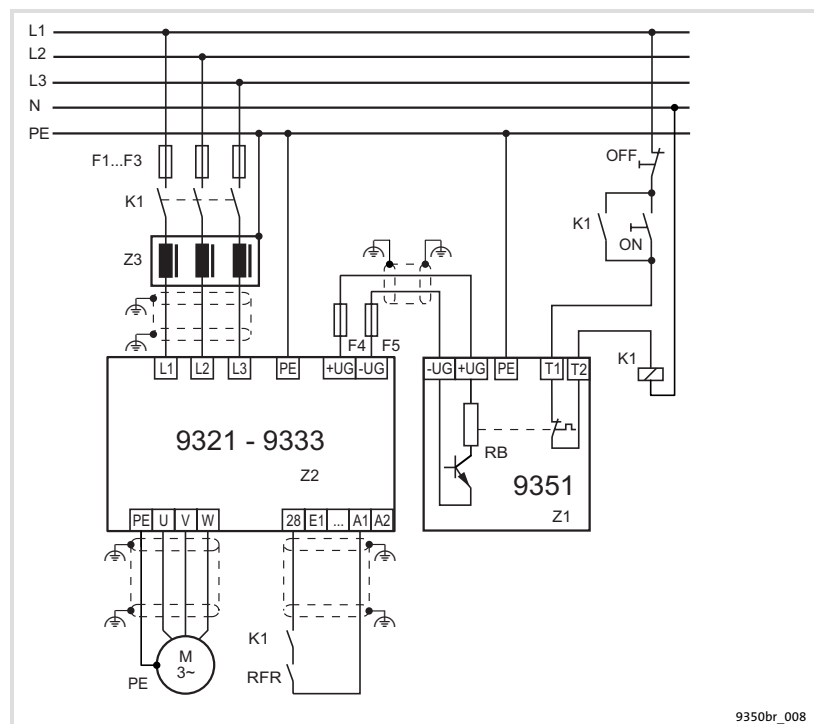 L1
L2
L3
N
PE
F1...F3
OFF
K1
K1
ON
Z3
F4 F5
K1
L1 L2 L3 PE +UG -UG
-UG +UG PE T1 T2
9321 - 9333
Z2
RB
9351
Z1
PE U V W
28 E1 ... A1 A2
K1
RFR
M
3~
PE
9350br_008